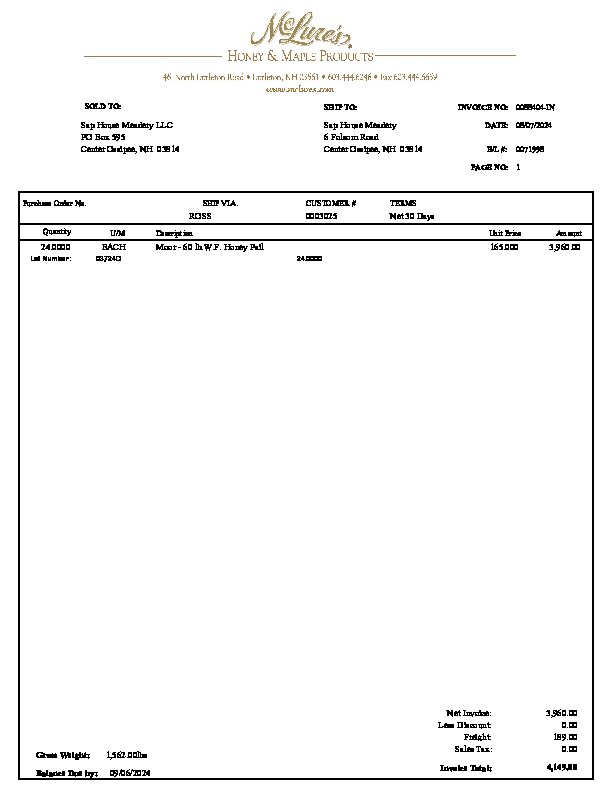 McLure's
HONEY & MAPLE PRODUCTS
46 North Littleton Road • Littleton, NH 03561 • 603.444.6246 • Fax 603.444.6659
www.mclures.com
SOLD TO: SHIP TO: INVOICE NO: 0088404-IN
Sap House Meadery LLC Sap House Meadery DATE: 08/07/2024
PO Box 595 6 Folsom Road
Center Ossipee, NH 03814 Center Ossipee, NH 03814 B/L #: 0071998
PAGE NO: 1
Purchase Order No. SHIP VIA CUSTOMER # TERMS
ROSS 0003025 Net 30 Days
Quantity U/M Description Unit Price Amount
24.0000 EACH Moor - 60 lb W.F. Honey Pail 165.000 3,960.00
Lot Number: 24.0000
Net Invoice: 3,960.00
Less Discount: 0.00
Freight: 189.00
Sales Tax: 0.00
Gross Weight: 1,562.00lbs
Invoice Total: 4,149.00
Balance Due by: 09/06/2024